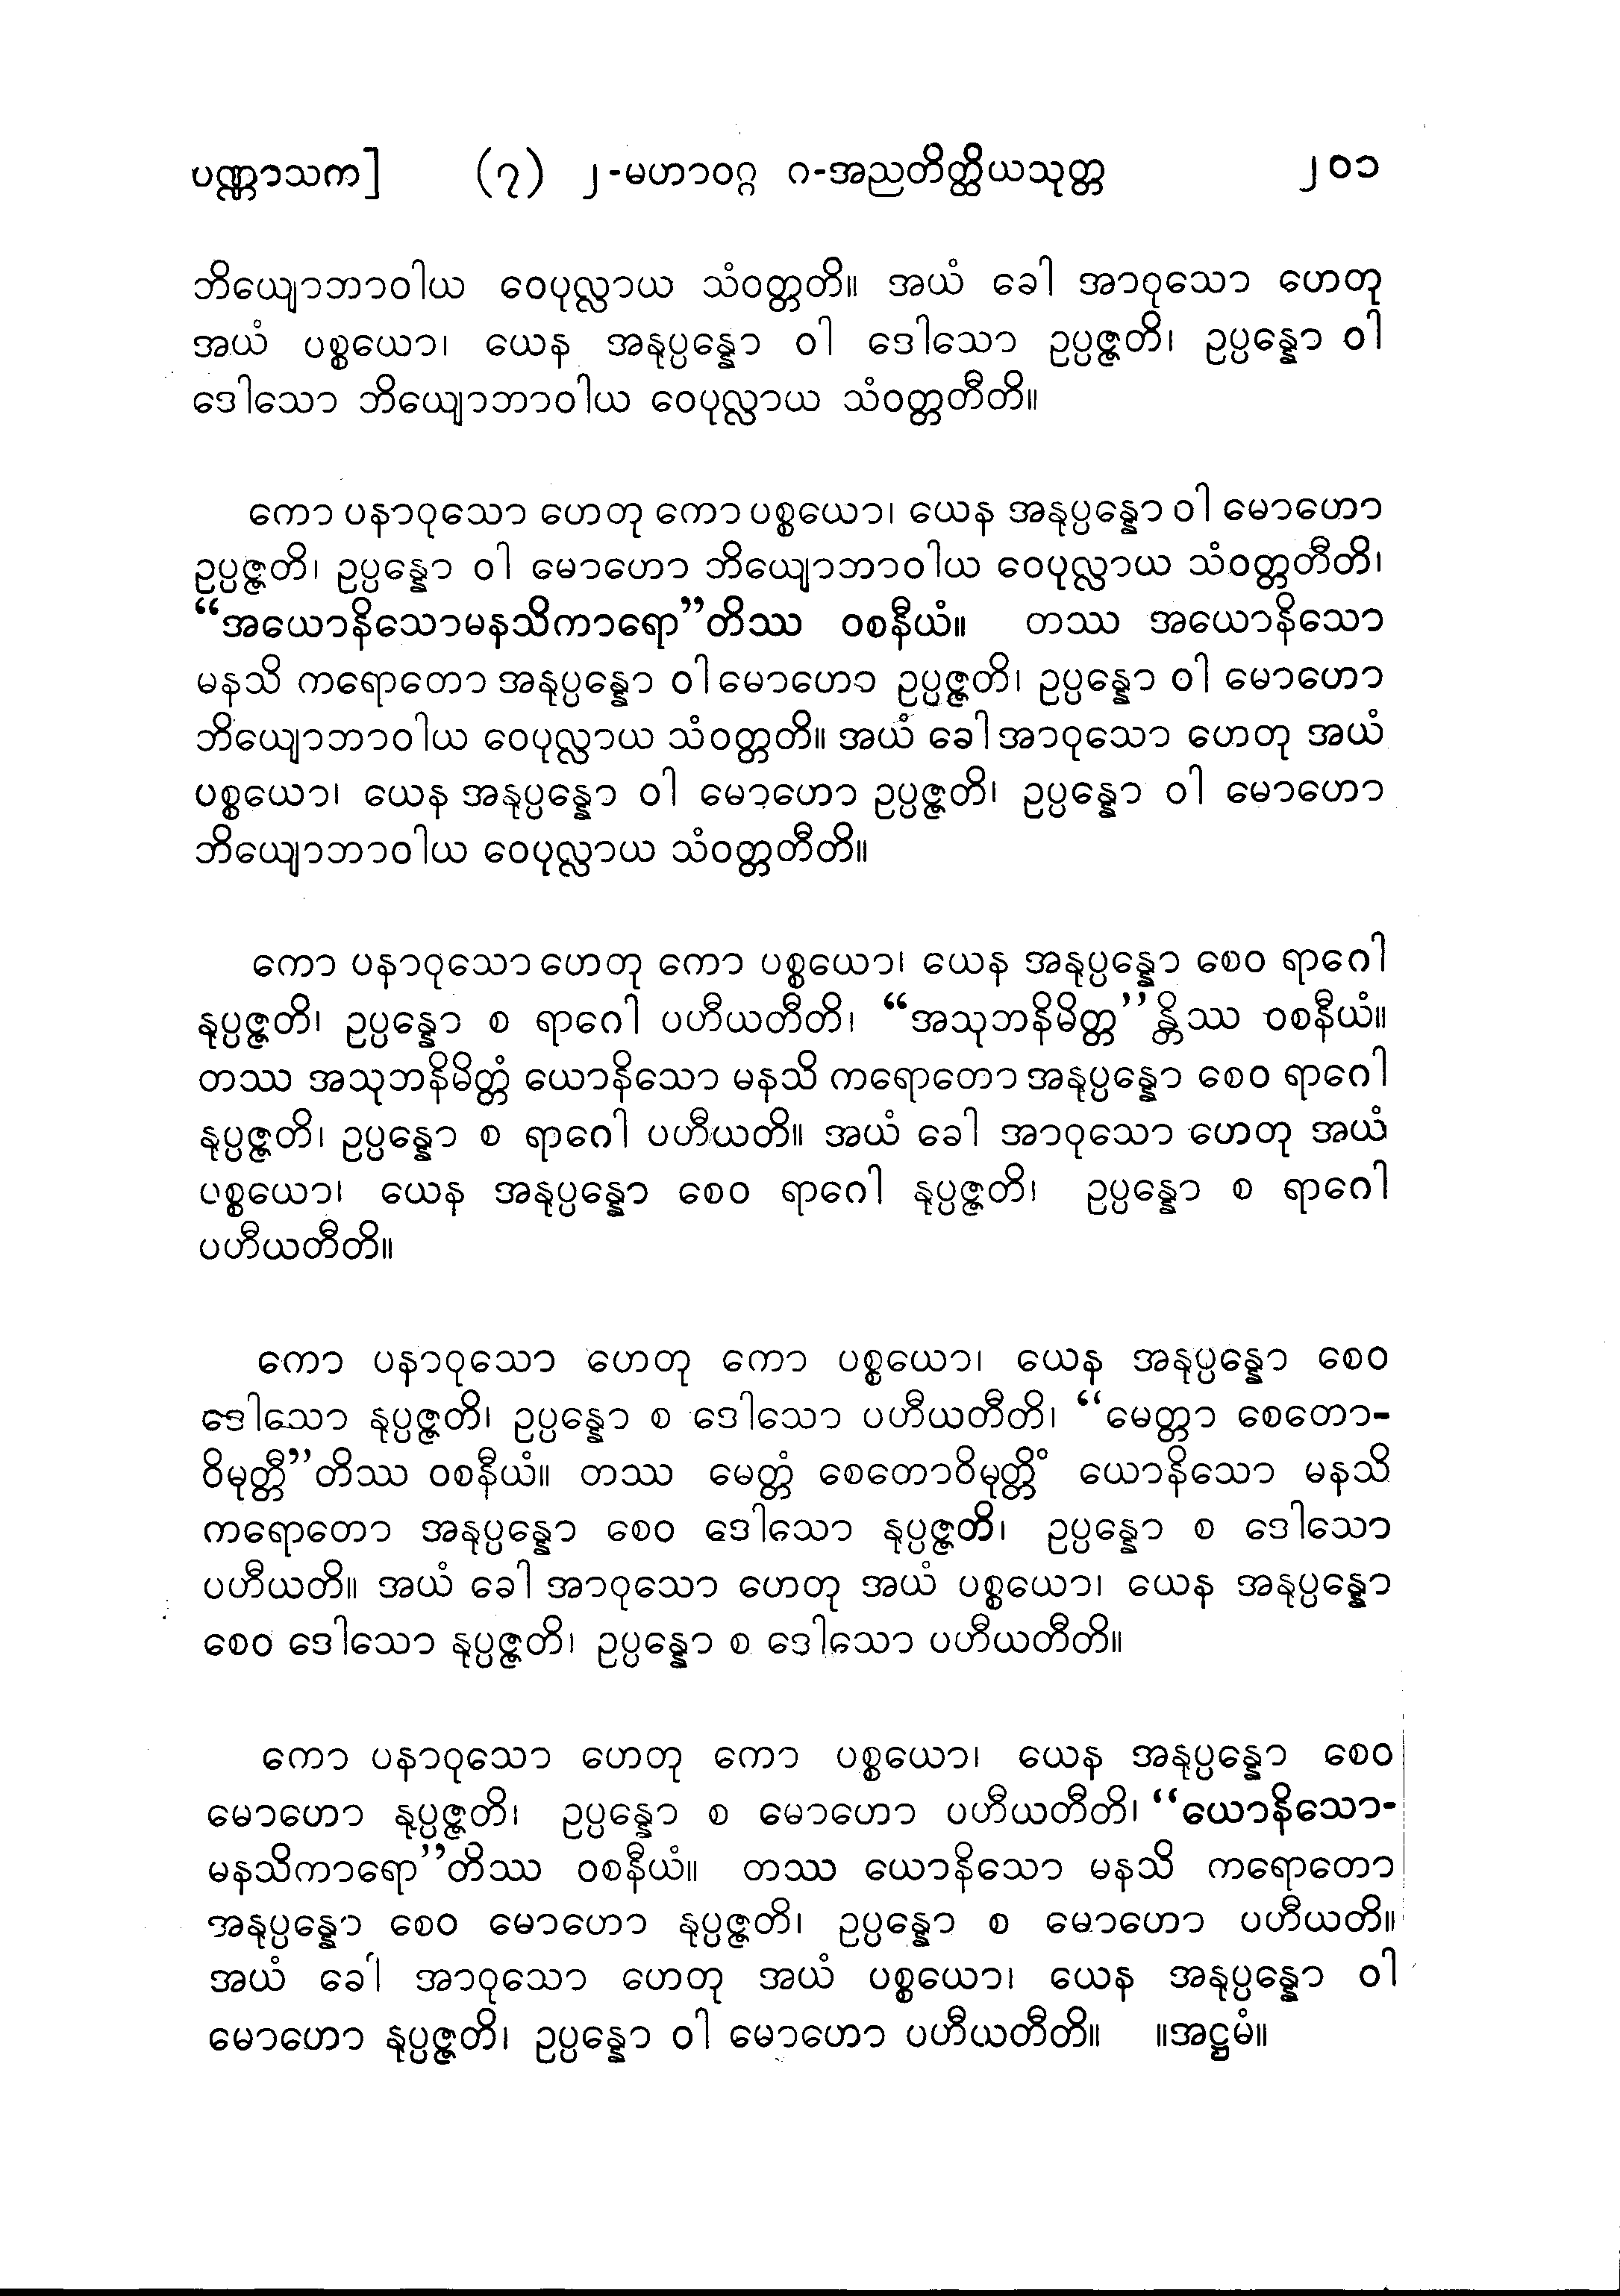 ပဏ္ဏာသက] (၇) ၂-မဟာဝဂ္ဂ ဂ-အညတိတ္ထိယသုတ္တ ၂၀၁
ဘိယျောဘာဝါယ ဝေပုလ္လာယ သံဝတ္တတိ။ အယံ ခေါ အာဝုသော ဟေတု
အယံ ပစ္စယော၊ ယေန အနုပ္ပန္နော ဝါ ဒေါသော ဥပ္ပဇ္ဇတိ၊ ဥပ္ပန္နော ဝါ
ဒေါသော ဘိယျောဘာဝါယ ဝေပုလ္လာယ သံဝတ္တတီတိ။
ကော ပနာဝုသော ဟေတု ကော ပစ္စယော၊ ယေန အနုပ္ပန္နော ဝါ မောဟော
ဥပ္ပဇ္ဇတိ၊ ဥပ္ပန္နော ဝါ မောဟော ဘိယျောဘာဝါယ ဝေပုလ္လာယ သံဝတ္တတီတိ၊
“အယောနိသောမနသိကာရော”တိဿ ဝစနီယံ။ တဿ အယောနိသော
မနသိ ကရောတော အနုပ္ပန္နော ဝါ မောဟော ဥပ္ပဇ္ဇတိ၊ ဥပ္ပန္နော ဝါ မောဟော
ဘိယျောဘာဝါယ ဝေပုလ္လာယ သံဝတ္တတိ။ အယံ ခေါ အာဝုသော ဟေတု အယံ
ပစ္စယော၊ ယေန အနုပ္ပန္နော ဝါ မောဟော ဥပ္ပဇ္ဇတိ၊ ဥပ္ပန္နော ဝါ မောဟော
ဘိယျောဘာဝါယ ဝေပုလ္လာယ သံဝတ္တတီတိ။
ကော ပနာဝုသော ဟေတု ကော ပစ္စယော၊ ယေန အနုပ္ပန္နော စေဝ ရာဂေါ
နုပ္ပဇ္ဇတိ၊ ဥပ္ပန္နော စ ရာဂေါ ပဟီယတီတိ၊ “အသုဘနိမိတ္တ”န္တိဿ ဝစနီယံ။
တဿ အသုဘနိမိတ္တံ ယောနိသော မနသိ ကရောတော အနုပ္ပန္နော စေဝ ရာဂေါ
နုပ္ပဇ္ဇတိ၊ ဥပ္ပန္နော စ ရာဂေါ ပဟီယတိ။ အယံ ခေါ အာဝုသော ဟေတု အယံ
ပစ္စယော၊ ယေန အနုပ္ပန္နော စေဝ ရာဂေါ နုပ္ပဇ္ဇတိ၊ ဥပ္ပန္နော စ ရာဂေါ
ပဟီယတီတိ။
ကော ပနာဝုသော ဟေတု ကော ပစ္စယော၊ ယေန အနုပ္ပန္နော စေဝ
ဒေါသော နုပ္ပဇ္ဇတိ၊ ဥပ္ပန္နော စ ဒေါသော ပဟီယတီတိ၊ “မေတ္တာ စေတော-
ဝိမုတ္တီ”တိဿ ဝစနီယံ။ တဿ မေတ္တံ စေတောဝိမုတ္တိံ ယောနိသော မနသိ
ကရောတော အနုပ္ပန္နော စေဝ ဒေါသော နုပ္ပဇ္ဇတိ၊ ဥပ္ပန္နော စ ဒေါသော
ပဟီယတိ။ အယံ ခေါ အာဝုသော ဟေတု အယံ ပစ္စယော၊ ယေန အနုပ္ပန္နော
စေဝ ဒေါသော နုပ္ပဇ္ဇတိ၊ ဥပ္ပန္နော စ ဒေါသော ပဟီယတီတိ။
ကော ပနာဝုသော ဟေတု ကော ပစ္စယော၊ ယေန အနုပ္ပန္နော စေဝ
မောဟော နုပ္ပဇ္ဇတိ၊ ဥပ္ပန္နော စ မောဟော ပဟီယတီတိ၊ “ယောနိသော-
မနသိကာရော”တိဿ ဝစနီယံ။ တဿ ယောနိသော မနသိ ကရောတော
အနုပ္ပန္နော စေဝ မောဟော နုပ္ပဇ္ဇတိ၊ ဥပ္ပန္နော စ မောဟော ပဟီယတိ။
အယံ ခေါ အာဝုသော ဟေတု အယံ ပစ္စယော၊ ယေန အနုပ္ပန္နော ဝါ
မောဟော နုပ္ပဇ္ဇတိ၊ ဥပ္ပန္နော ဝါ မောဟော ပဟီယတီတိ။ ။အဋ္ဌမံ။